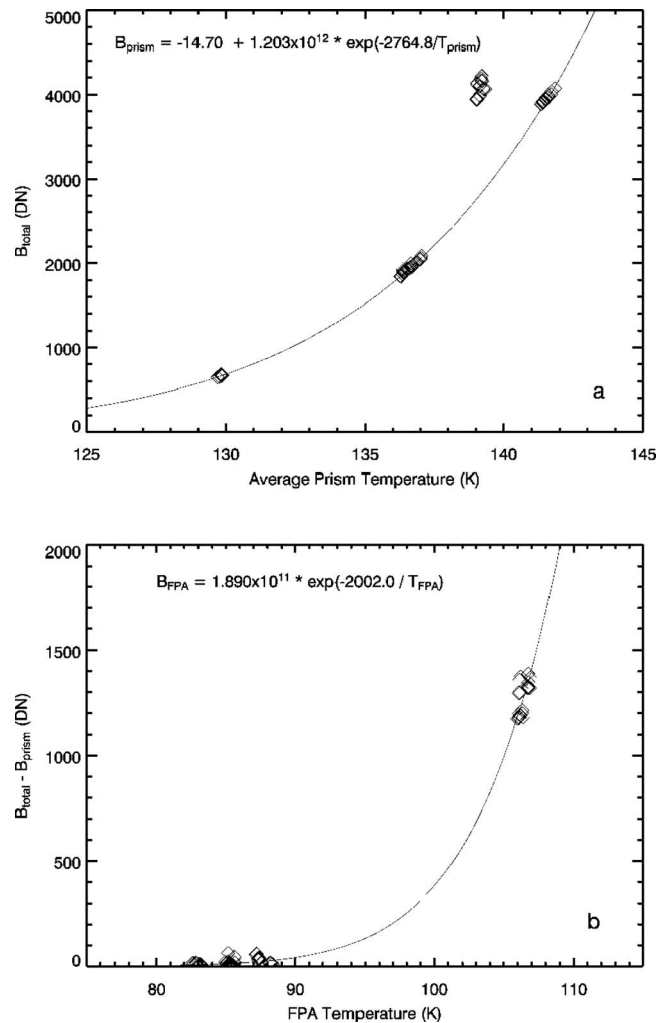 5000
B_prism = -14.70 + 1.203x10^12 * exp(-2764.8/T_prism)
4000
3000
B_total (DN)
2000
1000
a
0
125 130 135 140 145
Average Prism Temperature (K)
2000
B_FPA = 1.890x10^11 * exp(-2002.0 / T_FPA)
1500
B_total - B_prism (DN)
1000
500
b
0
80 90 100 110
FPA Temperature (K)